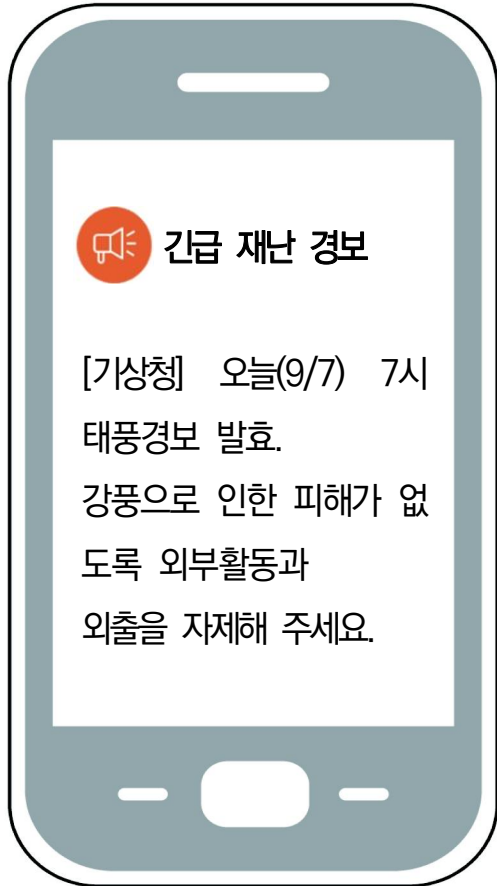 긴급 재난 경보
[기상청] 오늘(9/7) 7시
태풍경보 발효.
강풍으로 인한 피해가 없
도록 외부활동과
외출을 자제해 주세요.